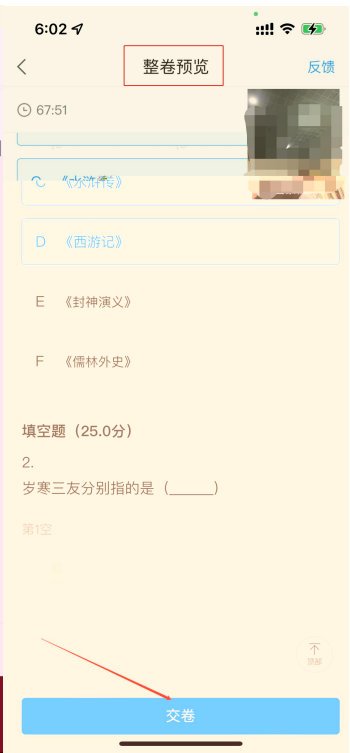 6:02
整卷预览
反馈
67:51
C 《水浒传》
D 《西游记》
E 《封神演义》
F 《儒林外史》
填空题（25.0分）
2.
岁寒三友分别指的是（______）
第1空
顶部
交卷